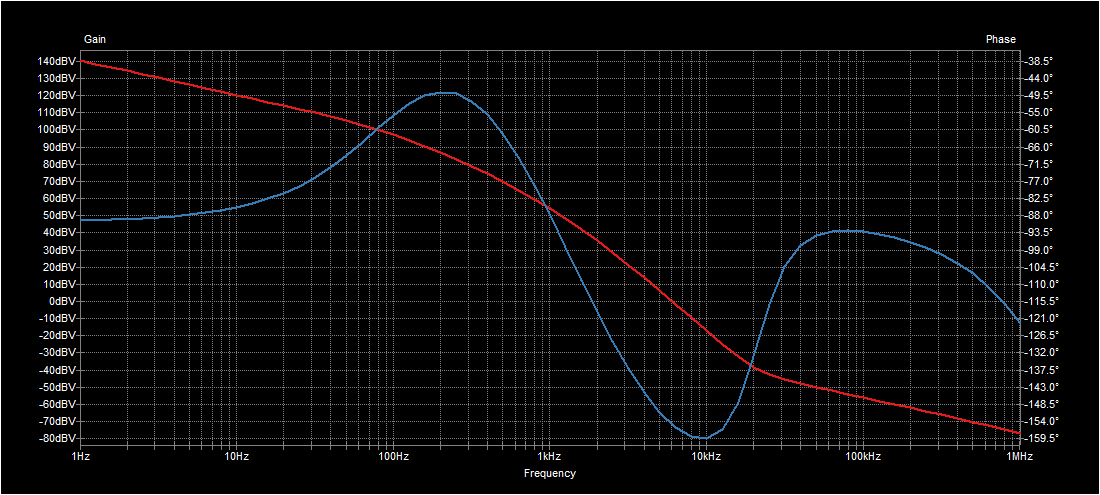 Gain Phase
140dBV -38.5°
130dBV -44.0°
120dBV -49.5°
110dBV -55.0°
100dBV -60.5°
90dBV -66.0°
80dBV -71.5°
70dBV -77.0°
60dBV -82.5°
50dBV -88.0°
40dBV -93.5°
30dBV -99.0°
20dBV -104.5°
10dBV -110.0°
0dBV -115.5°
-10dBV -121.0°
-20dBV -126.5°
-30dBV -132.0°
-40dBV -137.5°
-50dBV -143.0°
-60dBV -148.5°
-70dBV -154.0°
-80dBV -159.5°
1Hz 10Hz 100Hz 1kHz 10kHz 100kHz 1MHz
Frequency